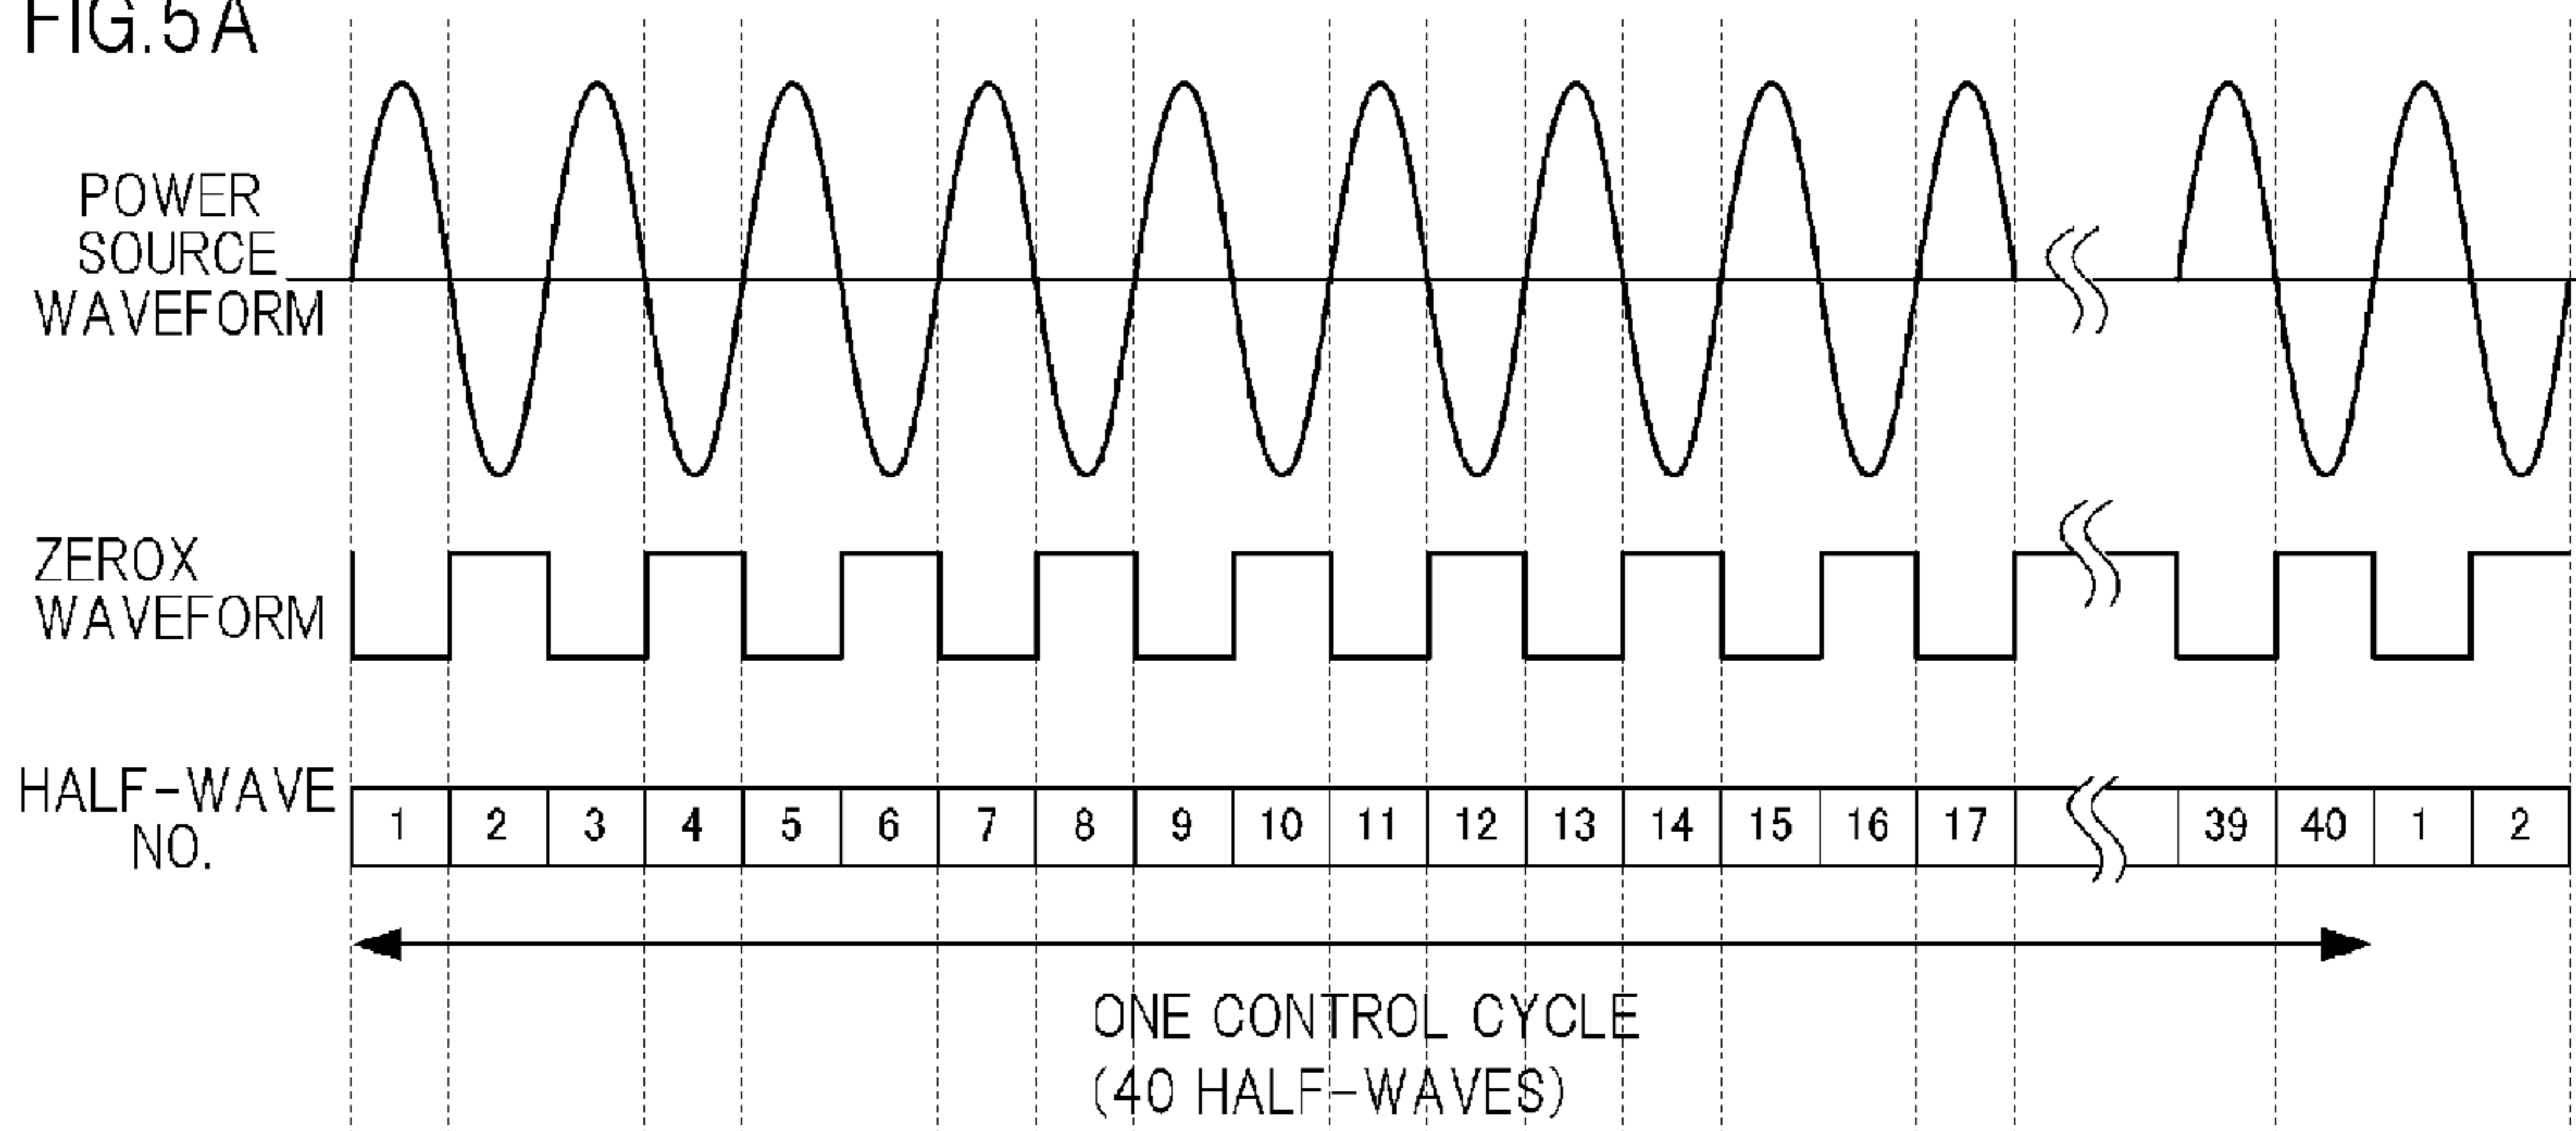 FIG.5A
POWER
SOURCE
WAVEFORM
ZEROX
WAVEFORM
HALF-WAVE
NO.
1 2 3 4 5 6 7 8 9 10 11 12 13 14 15 16 17 39 40 1 2
ONE CONTROL CYCLE
(40 HALF-WAVES)